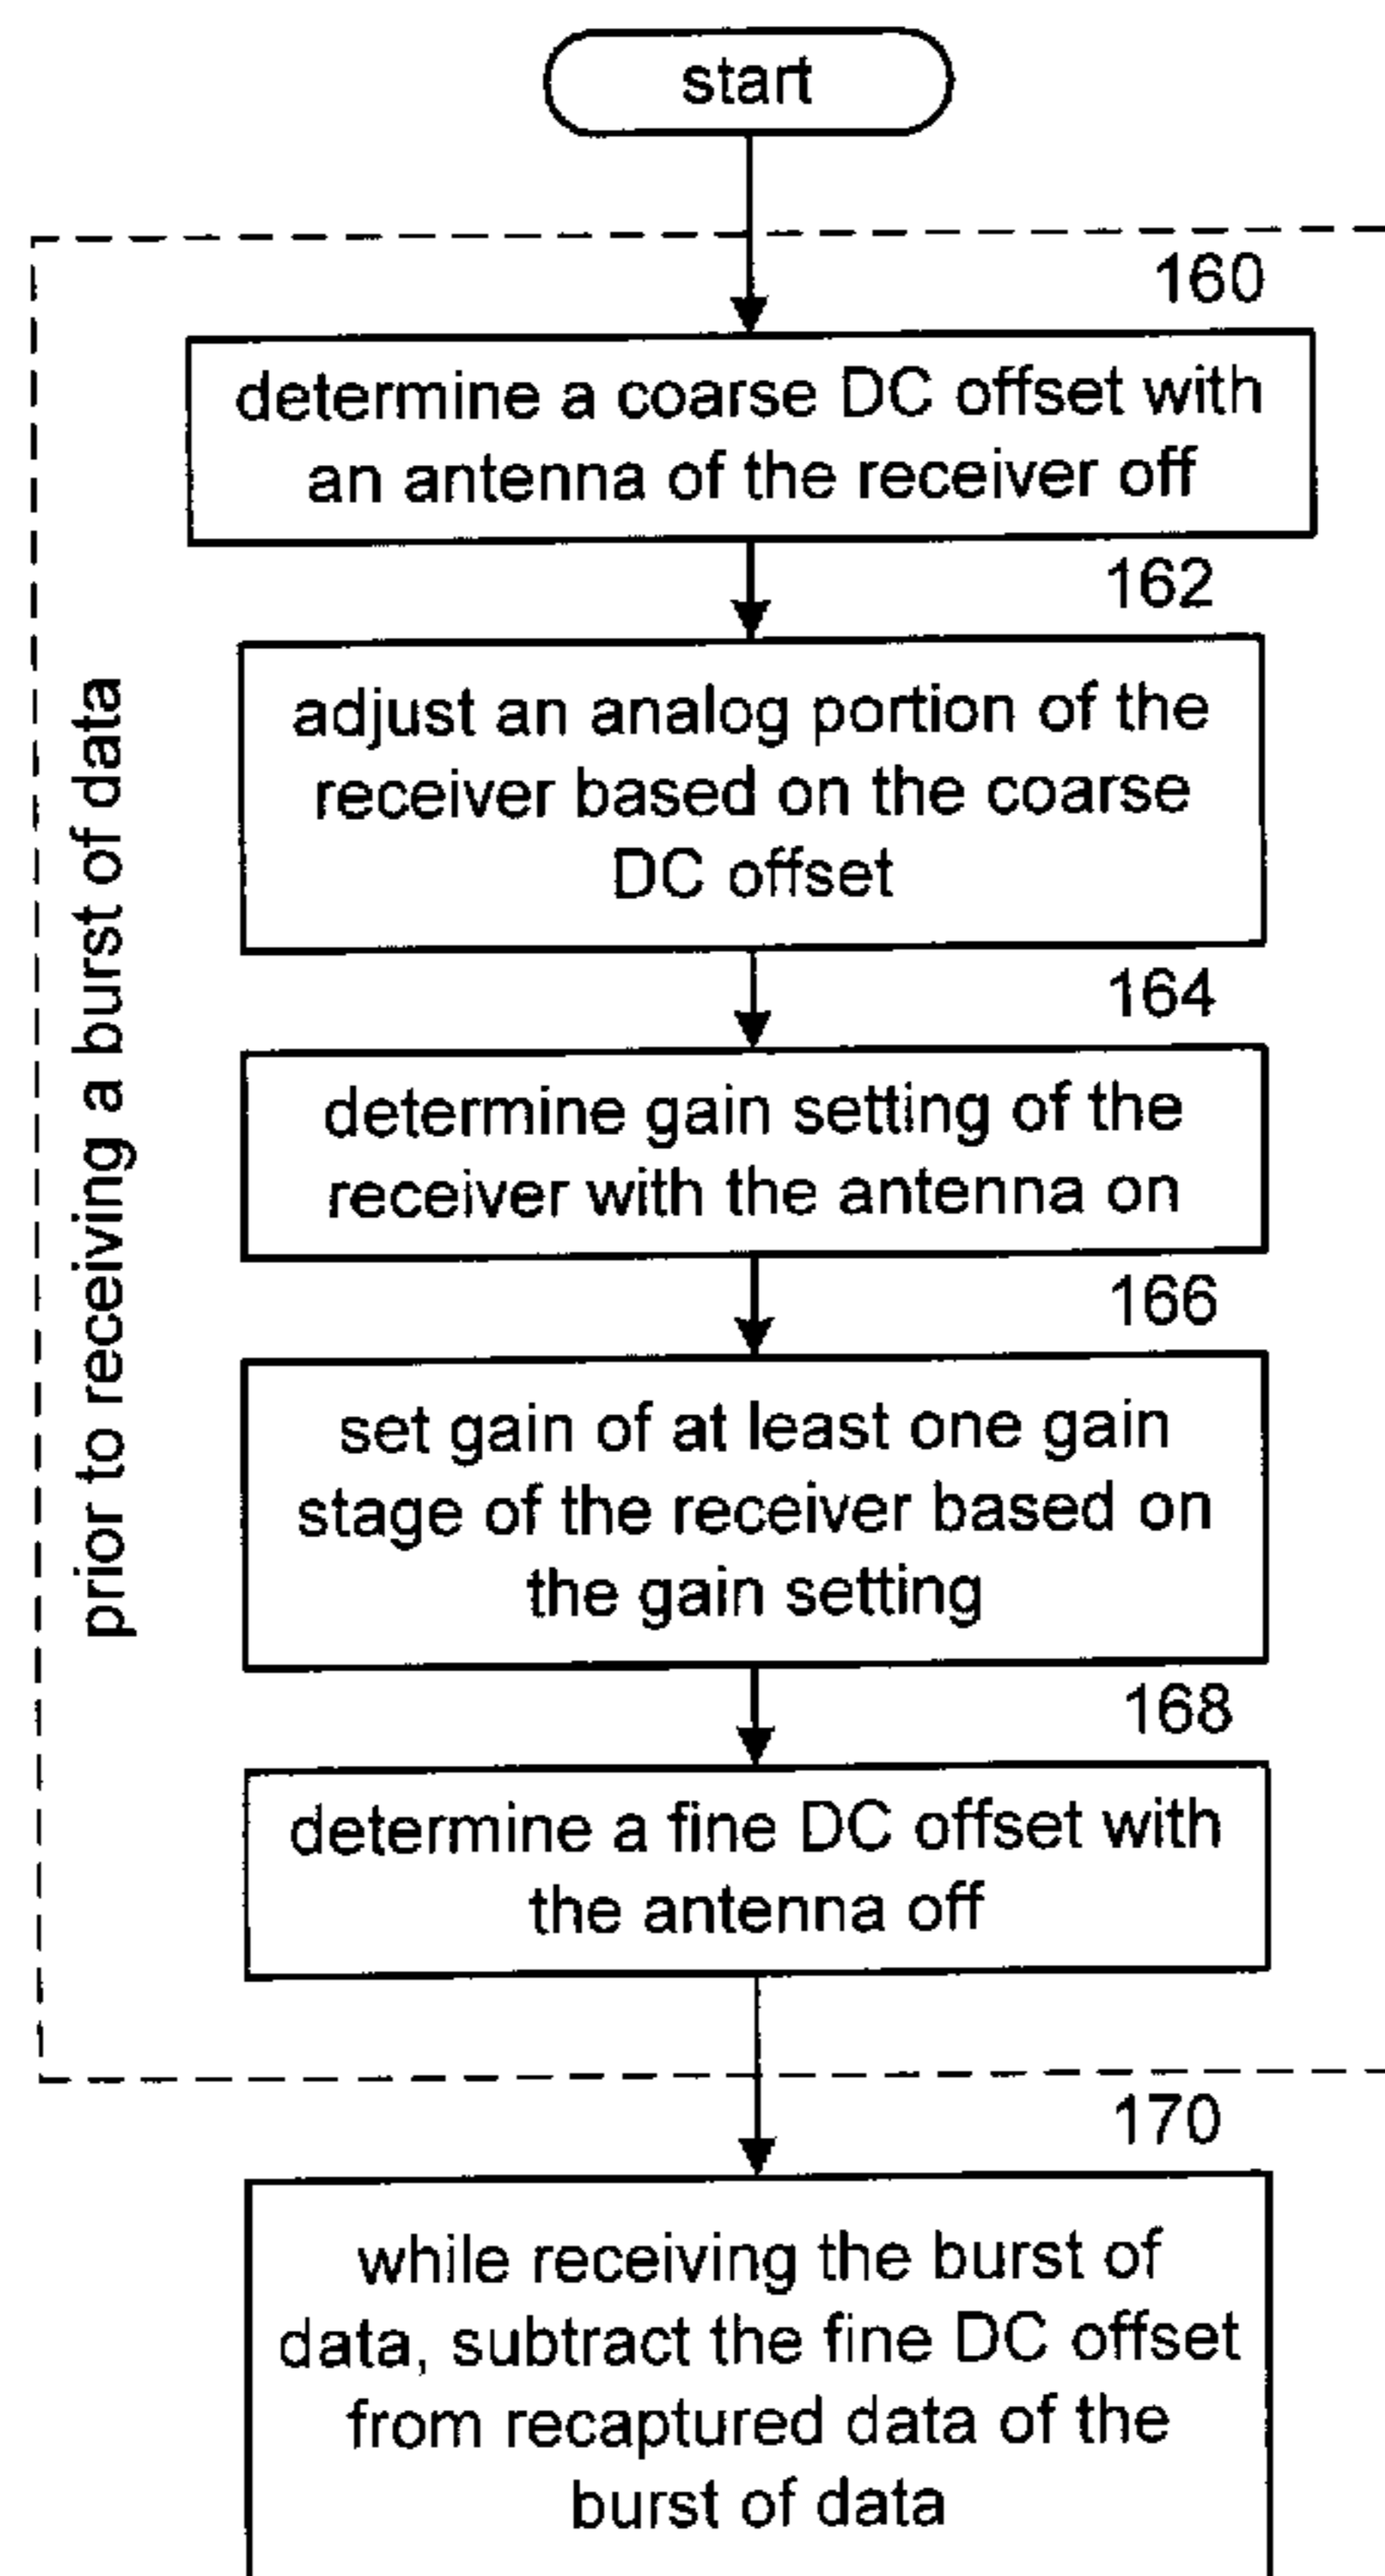 start
prior to receiving a burst of data
160
determine a coarse DC offset with
an antenna of the receiver off
162
adjust an analog portion of the
receiver based on the coarse
DC offset
164
determine gain setting of the
receiver with the antenna on
166
set gain of at least one gain
stage of the receiver based on
the gain setting
168
determine a fine DC offset with
the antenna off
170
while receiving the burst of
data, subtract the fine DC offset
from recaptured data of the
burst of data